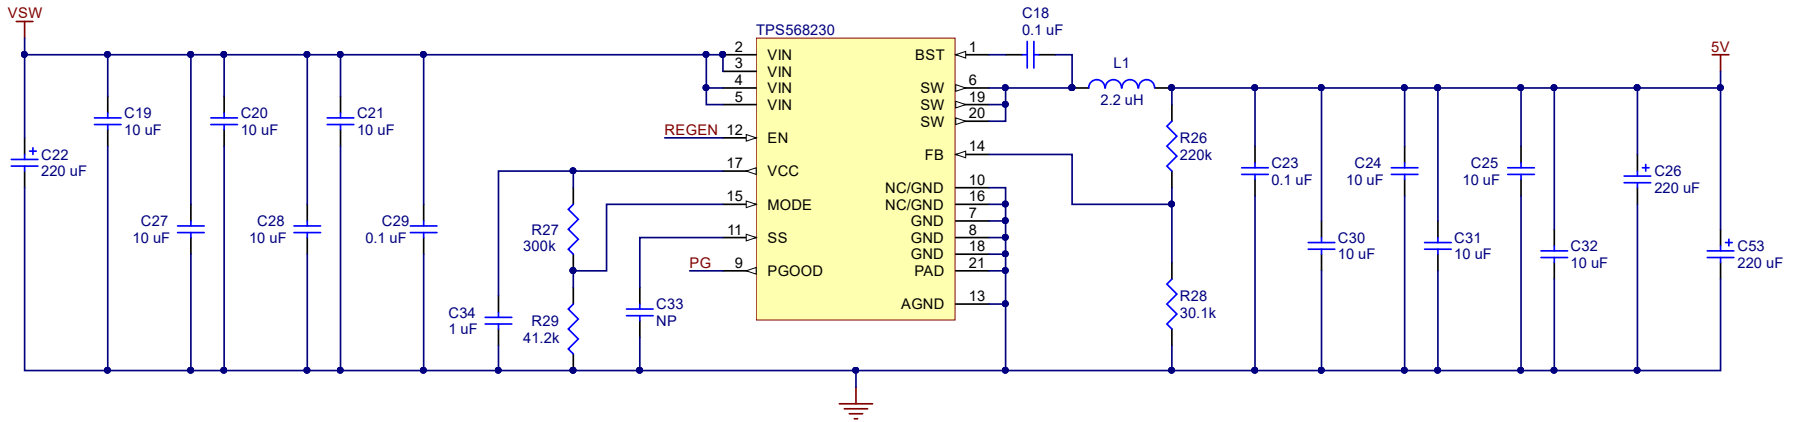 VSW
TPS568230
C18
0.1 uF
5V
2 VIN
3 VIN
4 VIN
5 VIN
REGEN 12 EN
17 VCC
15 MODE
11 SS
PG 9 PGOOD
BST 1
SW 6
SW 19
SW 20
FB 14
NC/GND 10
NC/GND 16
GND 7
GND 8
GND 18
PAD 21
AGND 13
L1
2.2 uH
C19
10 uF
C20
10 uF
C21
10 uF
+ C22
220 uF
C27
10 uF
C28
10 uF
C29
0.1 uF
R27
300k
C34
1 uF
R29
41.2k
C33
NP
R26
220k
R28
30.1k
C23
0.1 uF
C24
10 uF
C25
10 uF
+ C26
220 uF
C30
10 uF
C31
10 uF
C32
10 uF
+ C53
220 uF